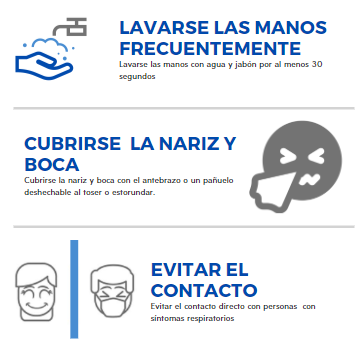 LAVARSE LAS MANOS
FRECUENTEMENTE
Lavarse las manos con agua y jabón por al menos 30
segundos
CUBRIRSE LA NARIZ Y
BOCA
Cubrirse la nariz y boca con el antebrazo o un pañuelo
deshechable al toser o estorundar.
EVITAR EL
CONTACTO
Evitar el contacto directo con personas con
síntomas respiratorios